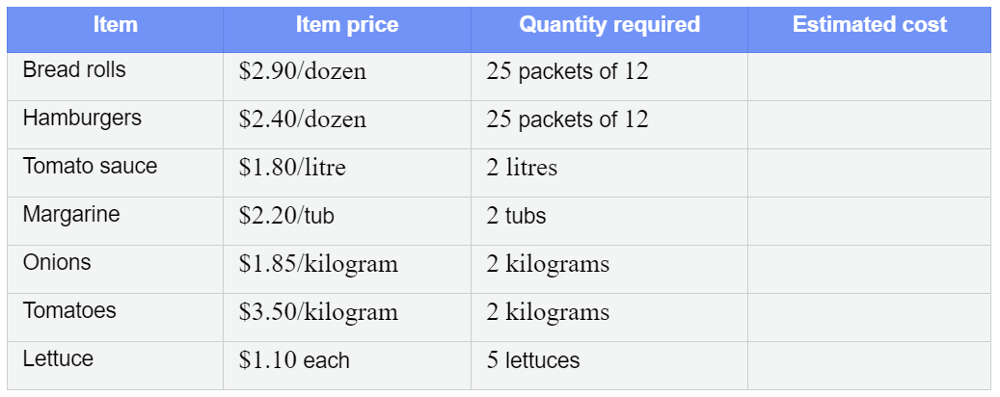 Item Item price Quantity required Estimated cost
Bread rolls $2.90/dozen 25 packets of 12
Hamburgers $2.40/dozen 25 packets of 12
Tomato sauce $1.80/litre 2 litres
Margarine $2.20/tub 2 tubs
Onions $1.85/kilogram 2 kilograms
Tomatoes $3.50/kilogram 2 kilograms
Lettuce $1.10 each 5 lettuces